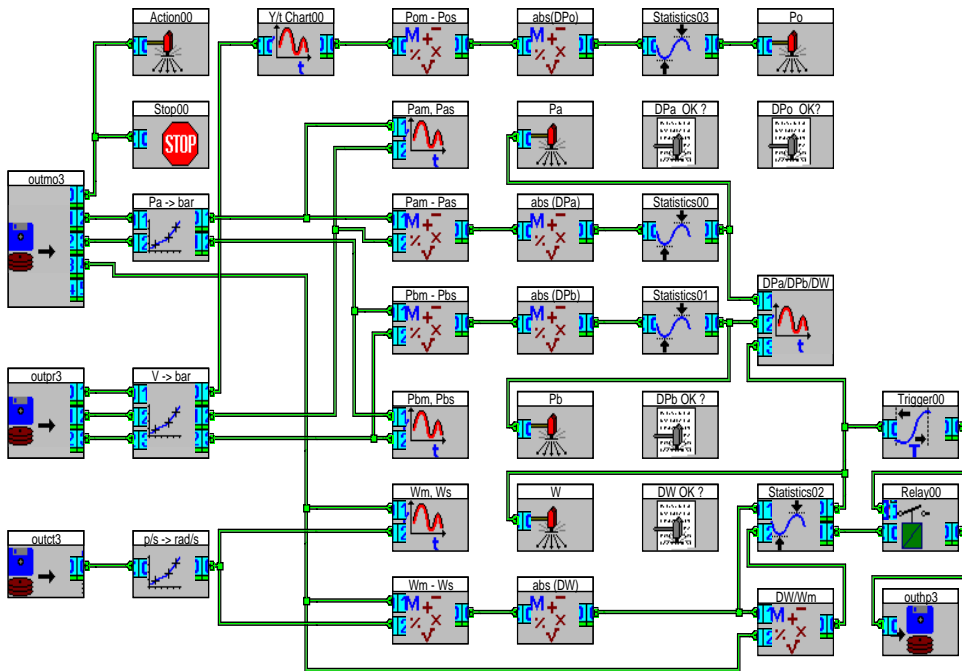 Action00
Y/t Chart00
Pom - Pos
abs(DPo)
Statistics03
Po
Stop00
STOP
Pam, Pas
Pa
DPa OK ?
DPo OK?
outmo3
Pa -> bar
Pam - Pas
abs (DPa)
Statistics00
Pbm - Pbs
abs (DPb)
Statistics01
DPa/DPb/DW
outpr3
V -> bar
Pbm, Pbs
Pb
DPb OK ?
Trigger00
Wm, Ws
W
DW OK ?
Statistics02
Relay00
outct3
p/s -> rad/s
Wm - Ws
abs (DW)
DW/Wm
outhp3